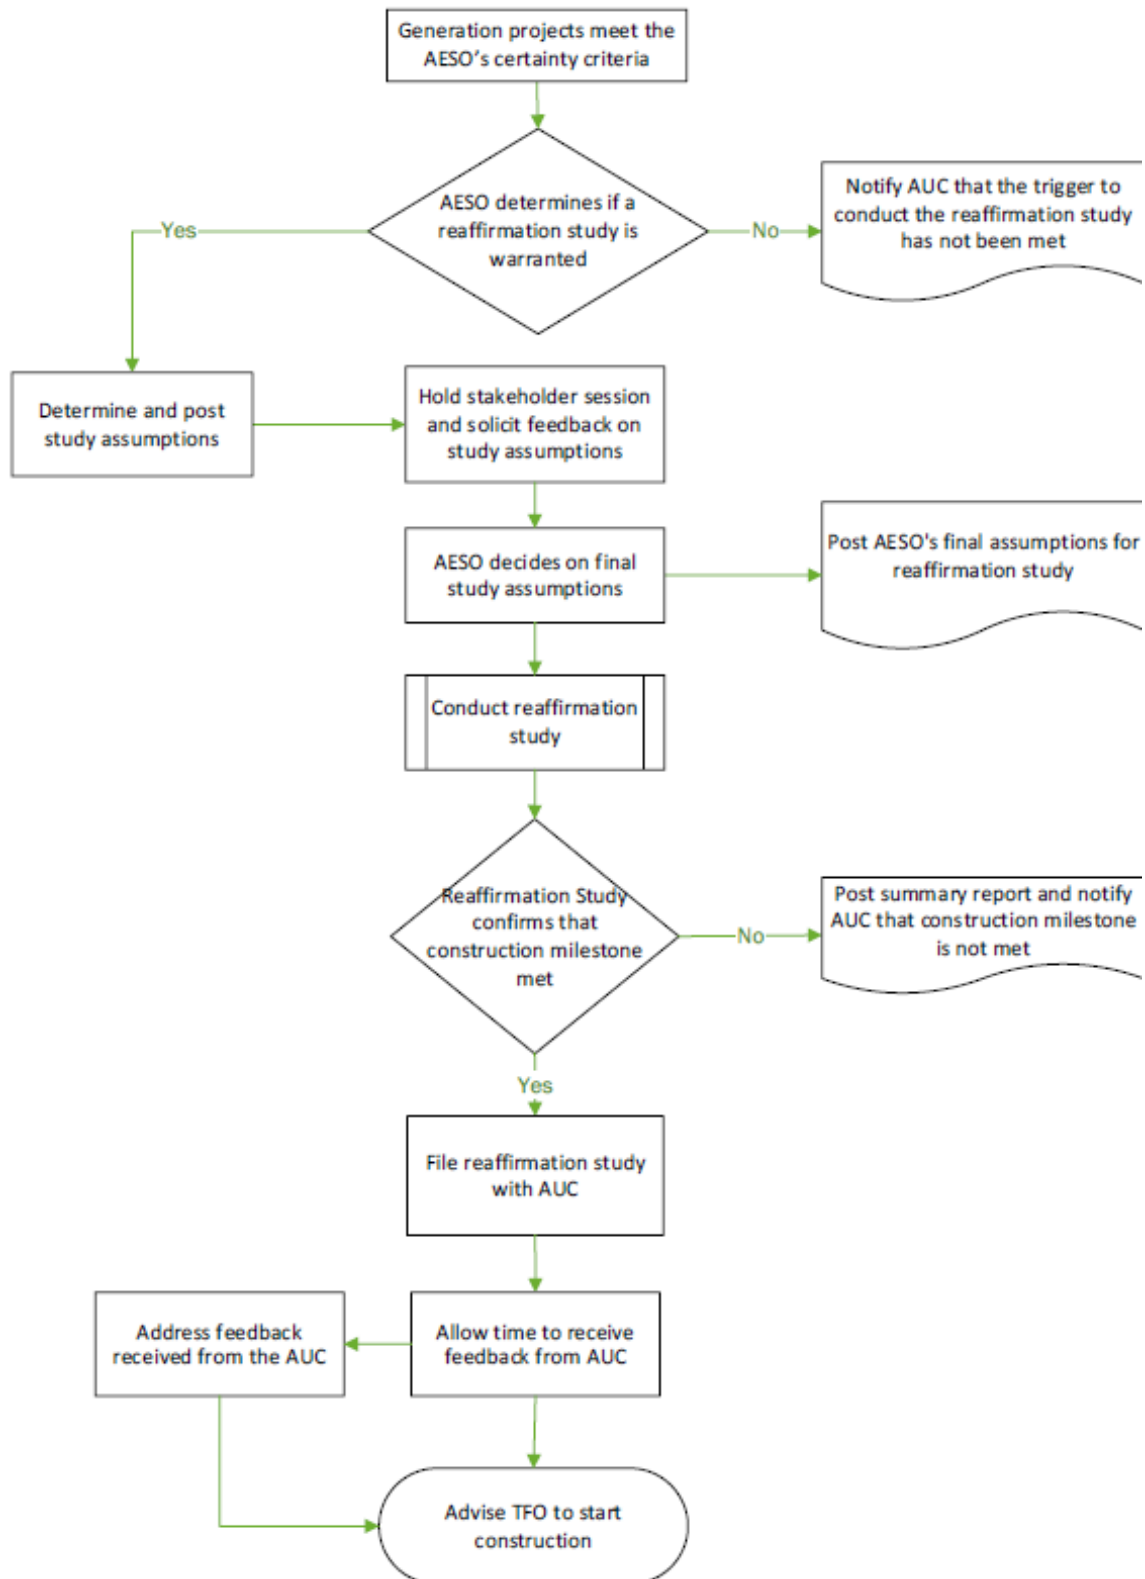 Generation projects meet the
AESO's certainty criteria
AESO determines if a
reaffirmation study is
warranted
Yes
No
Notify AUC that the trigger to
conduct the reaffirmation study
has not been met
Determine and post
study assumptions
Hold stakeholder session
and solicit feedback on
study assumptions
AESO decides on final
study assumptions
Post AESO's final assumptions for
reaffirmation study
Conduct reaffirmation
study
Reaffirmation Study
confirms that
construction milestone
met
No
Post summary report and notify
AUC that construction milestone
is not met
Yes
File reaffirmation study
with AUC
Allow time to receive
feedback from AUC
Address feedback
received from the AUC
Advise TFO to start
construction